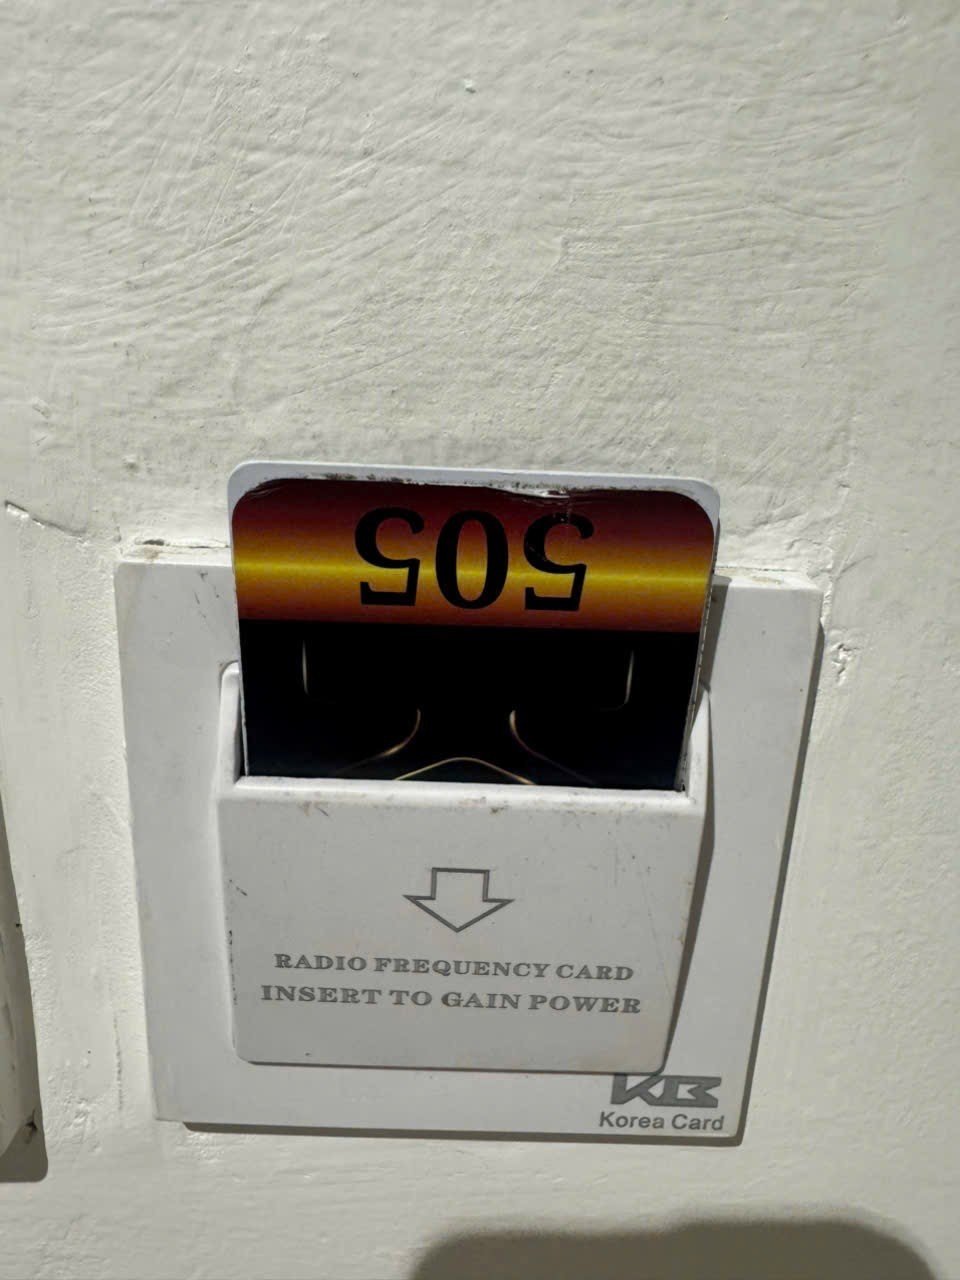 505
RADIO FREQUENCY CARD
INSERT TO GAIN POWER
KB
Korea Card